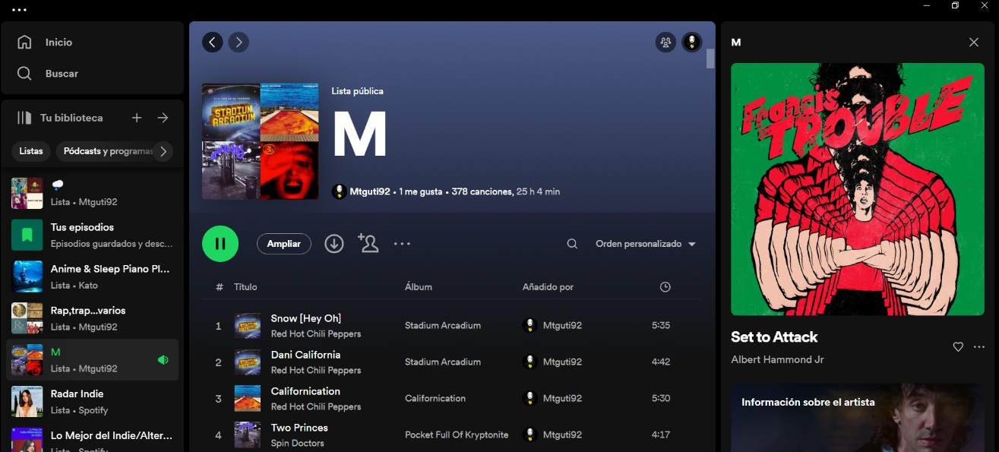 Inicio
Buscar
Tu biblioteca
Listas
Pódcasts y programas
Lista • Mtguti92
Tus episodios
Episodios guardados y desc...
Anime & Sleep Piano Pl...
Lista • Kato
Rap,trap...varios
Lista • Mtguti92
M
Lista • Mtguti92
Radar Indie
Lista • Spotify
Lo Mejor del Indie/Alter...
Lista • Spotify
STADIUM
ARCADIUM
Lista pública
M
Mtguti92 • 1 me gusta • 378 canciones, 25 h 4 min
Ampliar
Orden personalizado
# Título Álbum Añadido por
1 Snow [Hey Oh] Stadium Arcadium Mtguti92 5:35
Red Hot Chili Peppers
2 Dani California Stadium Arcadium Mtguti92 4:42
Red Hot Chili Peppers
3 Californication Californication Mtguti92 5:30
Red Hot Chili Peppers
4 Two Princes Pocket Full Of Kryptonite Mtguti92 4:17
Spin Doctors
M
Francis
TROUBLE
Set to Attack
Albert Hammond Jr
Información sobre el artista